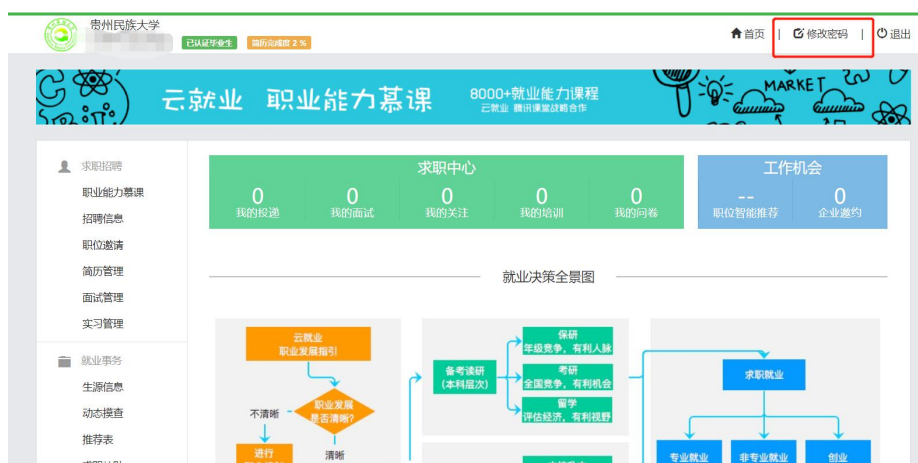 贵州民族大学
已认证毕业生 简历完成度 2 %
首页 | 修改密码 | 退出
云就业 职业能力慕课
8000+就业能力课程
云就业 腾讯课堂战略合作
MARKET
求职招聘
职业能力慕课
招聘信息
职位邀请
简历管理
面试管理
实习管理
就业事务
生源信息
动态摸查
推荐表
求职中心
0 0 0 0 0
我的投递 我的面试 我的关注 我的培训 我的问卷
工作机会
-- 0
职位智能推荐 企业邀约
就业决策全景图
云就业
职业发展指引
职业发展
是否清晰?
不清晰
清晰
进行
备考读研
(本科层次)
保研
年级竞争，有利人脉
考研
全国竞争，有利机会
留学
评估经济，有利视野
求职就业
专业就业 非专业就业 创业